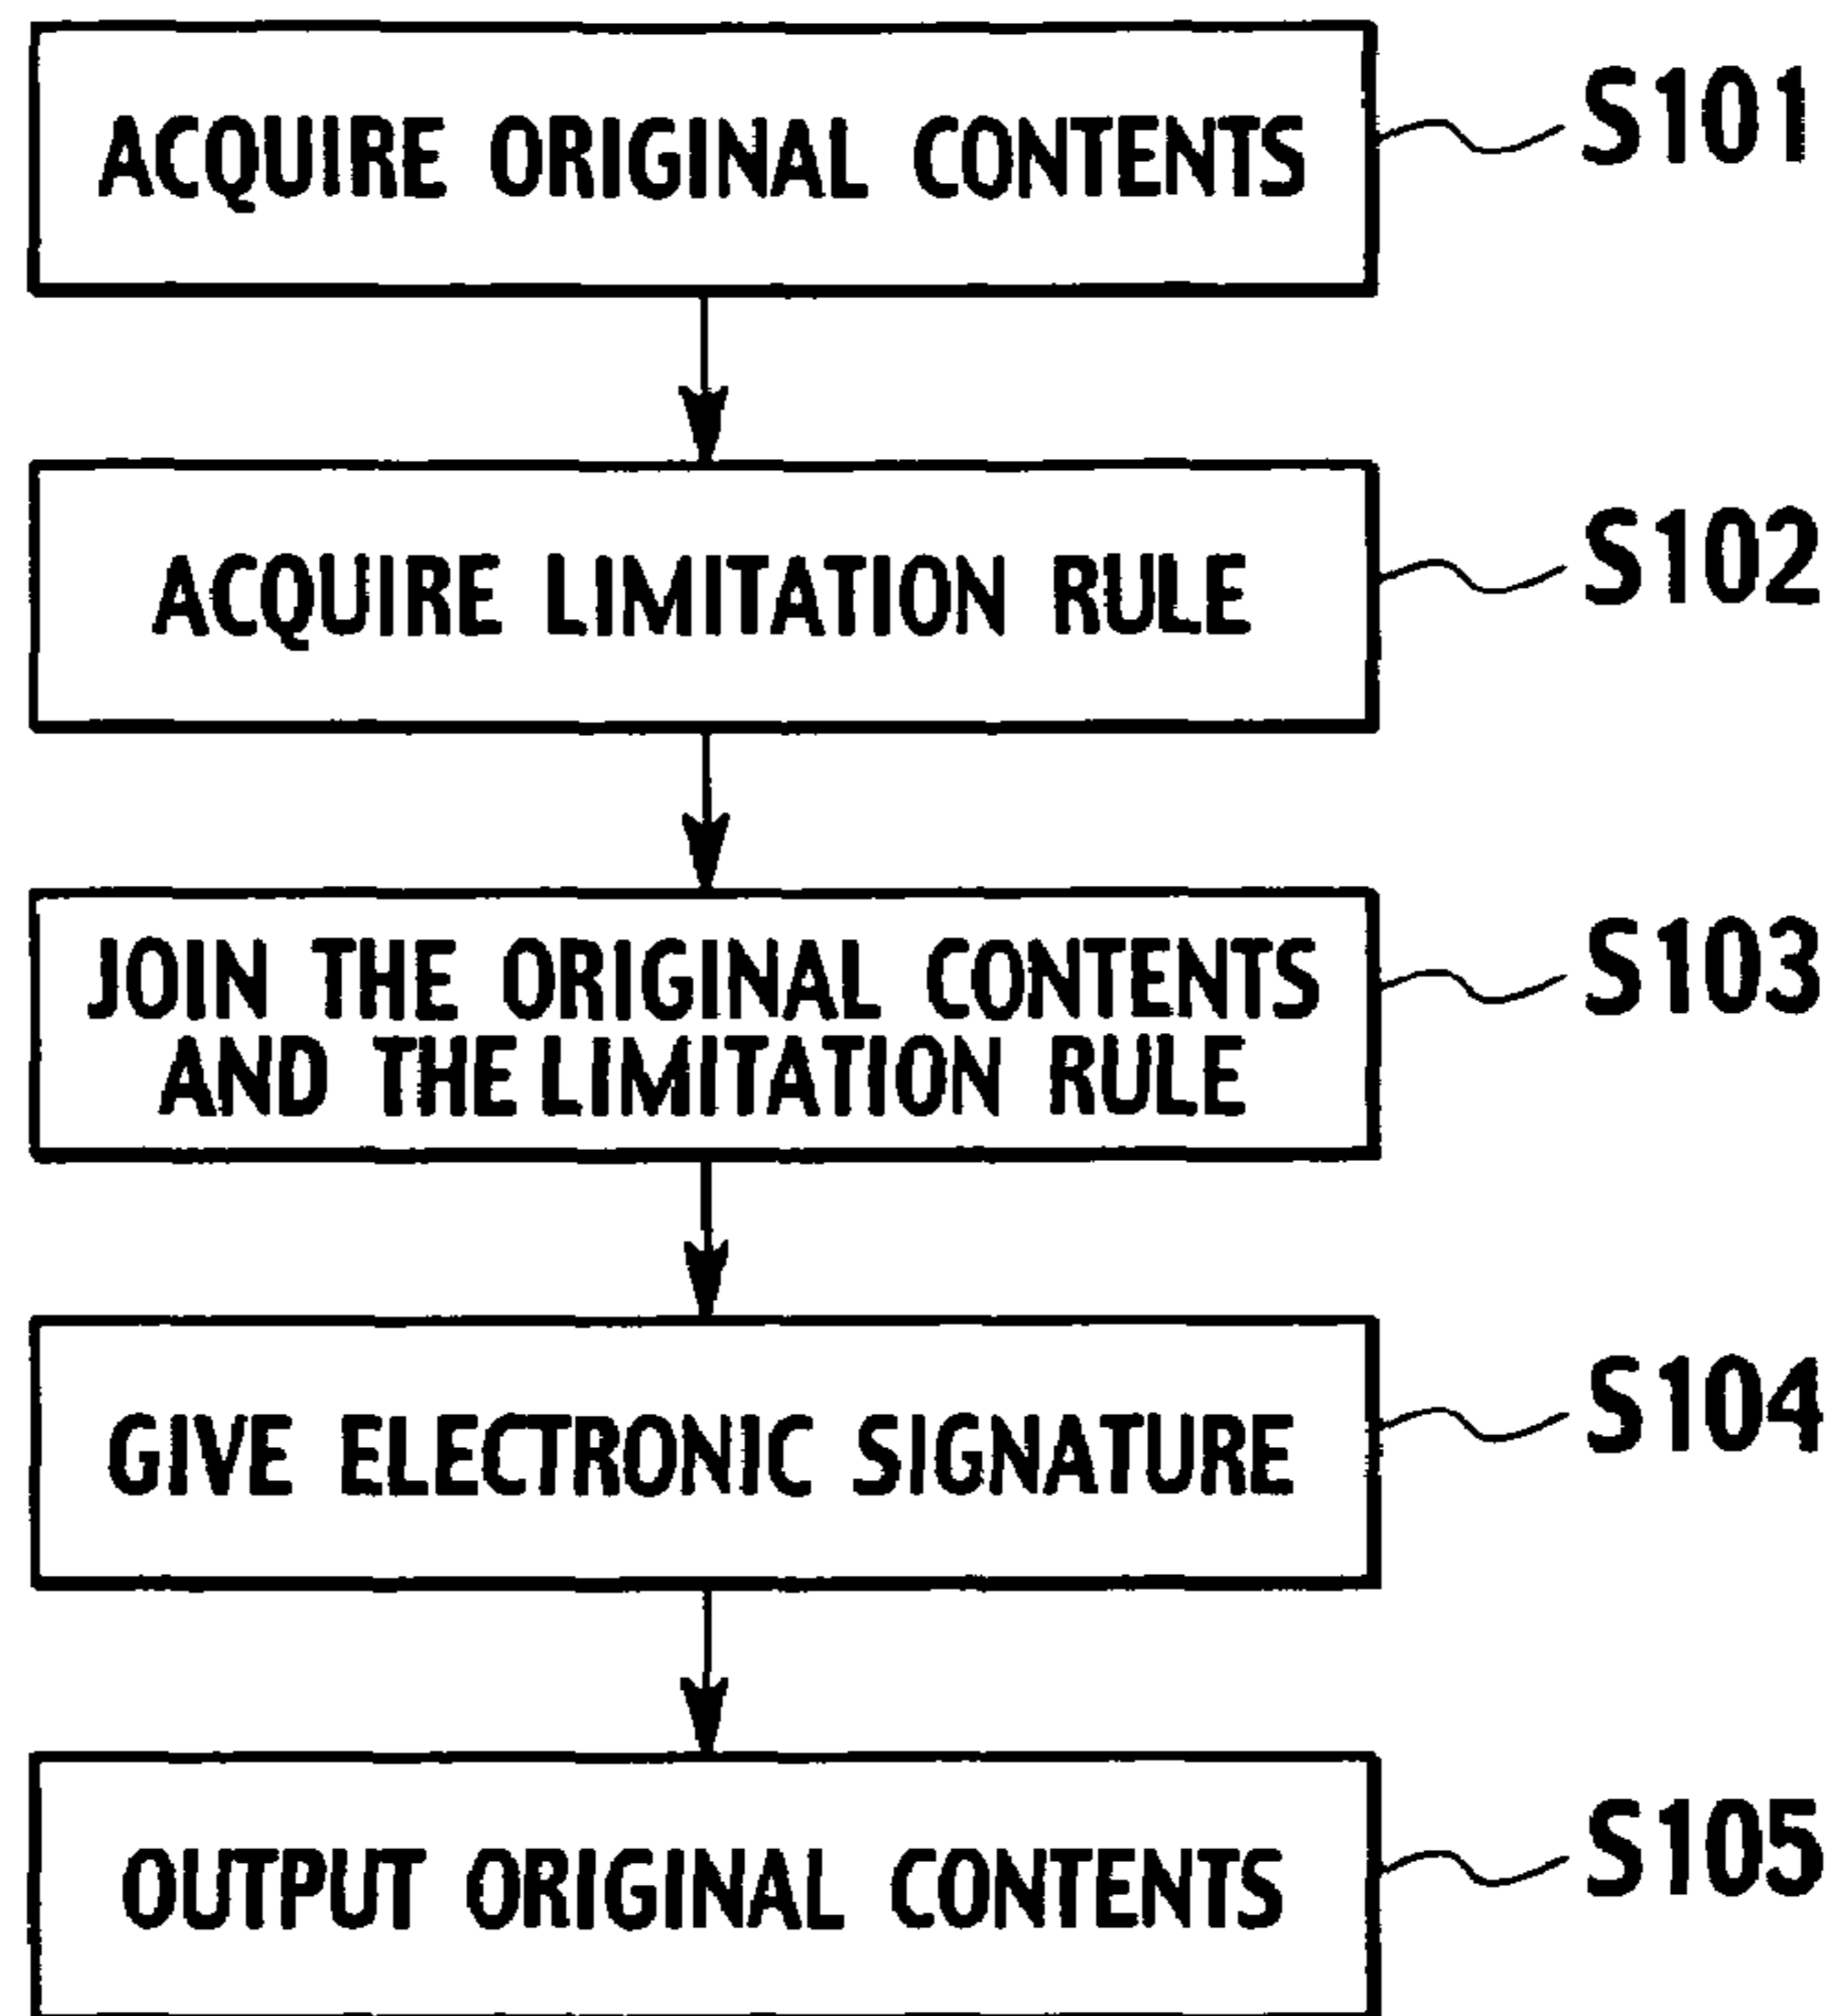 ACQUIRE ORIGINAL CONTENTS
S101
ACQUIRE LIMITATION RULE
S102
JOIN THE ORIGINAL CONTENTS
AND THE LIMITATION RULE
S103
GIVE ELECTRONIC SIGNATURE
S104
OUTPUT ORIGINAL CONTENTS
S105